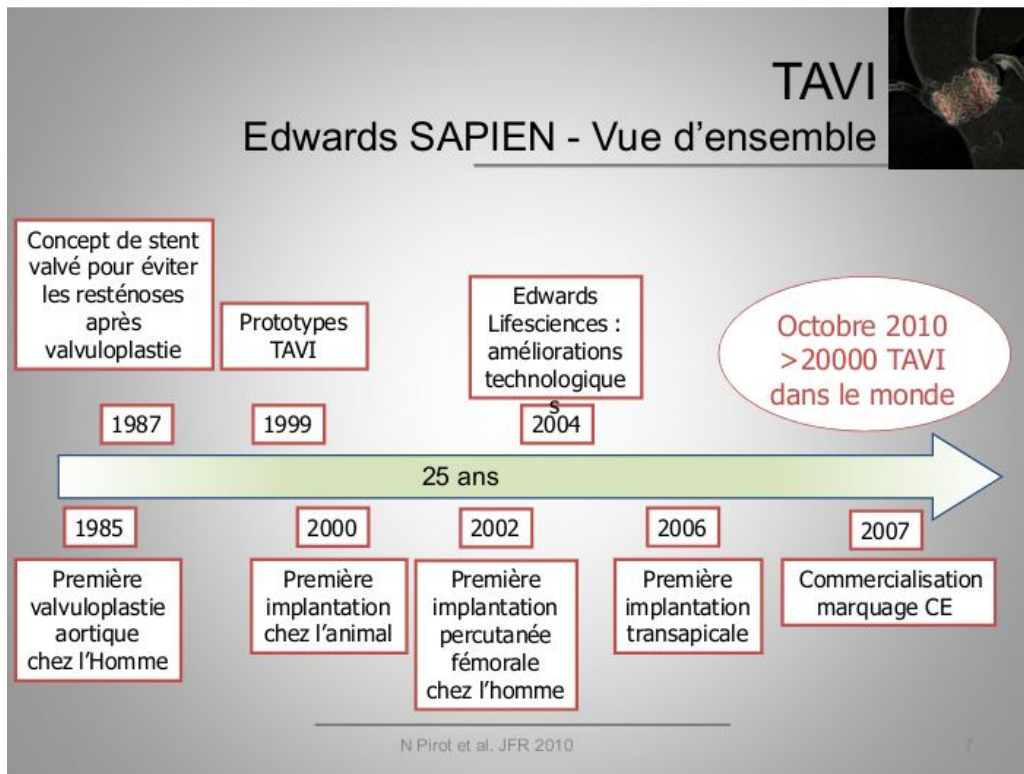 TAVI
Edwards SAPIEN - Vue d'ensemble
Concept de stent
valvé pour éviter
les resténoses
après
valvuloplastie
Prototypes
TAVI
Edwards
Lifesciences :
améliorations
technologique
s
Octobre 2010
>20000 TAVI
dans le monde
1987
1999
2004
25 ans
1985
2000
2002
2006
2007
Première
valvuloplastie
aortique
chez l'Homme
Première
implantation
chez l'animal
Première
implantation
percutanée
fémorale
chez l'homme
Première
implantation
transapicale
Commercialisation
marquage CE
N Pirot et al, JFR 2010
7